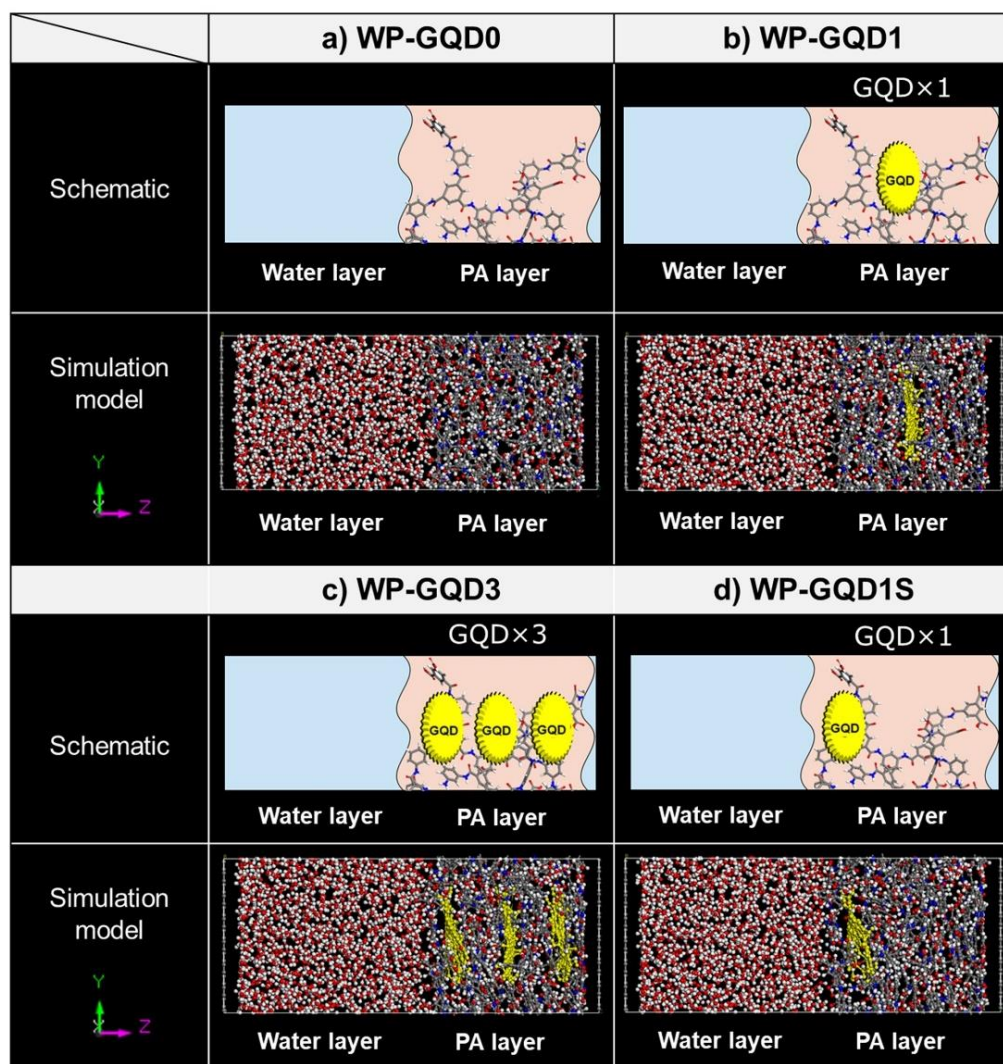 a) WP-GQD0
b) WP-GQD1
Schematic
GQD×1
GQD
Water layer PA layer
Water layer PA layer
Simulation
model
Y
X
Z
Water layer PA layer
Water layer PA layer
c) WP-GQD3
d) WP-GQD1S
Schematic
GQD×3
GQD×1
GQD GQD GQD
GQD
Water layer PA layer
Water layer PA layer
Simulation
model
Y
X
Z
Water layer PA layer
Water layer PA layer